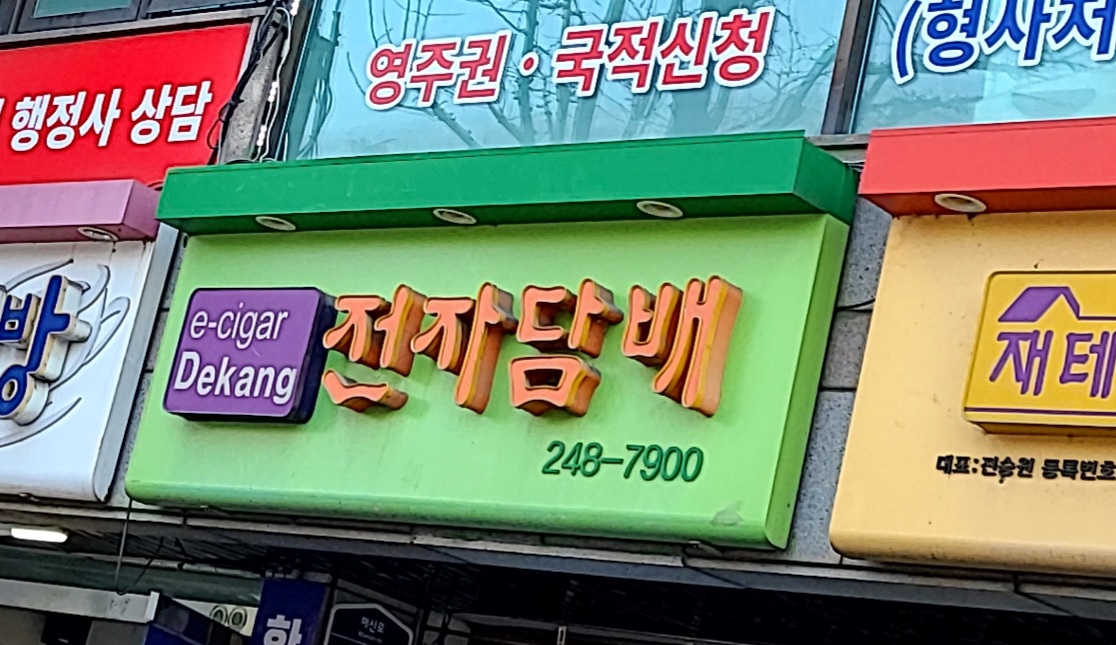 영주권 · 국적신청
(형사
행정사 상담
방
e-cigar
Dekang
전자담배
248-7900
재테
대표:전승원 등록번호